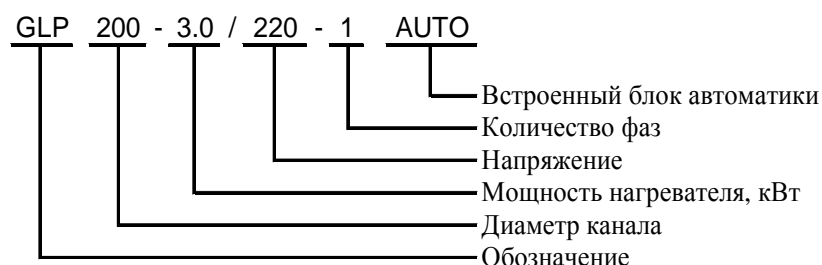 GLP 200 - 3.0 / 220 - 1 AUTO
Встроенный блок автоматики
Количество фаз
Напряжение
Мощность нагревателя, кВт
Диаметр канала
Обозначение